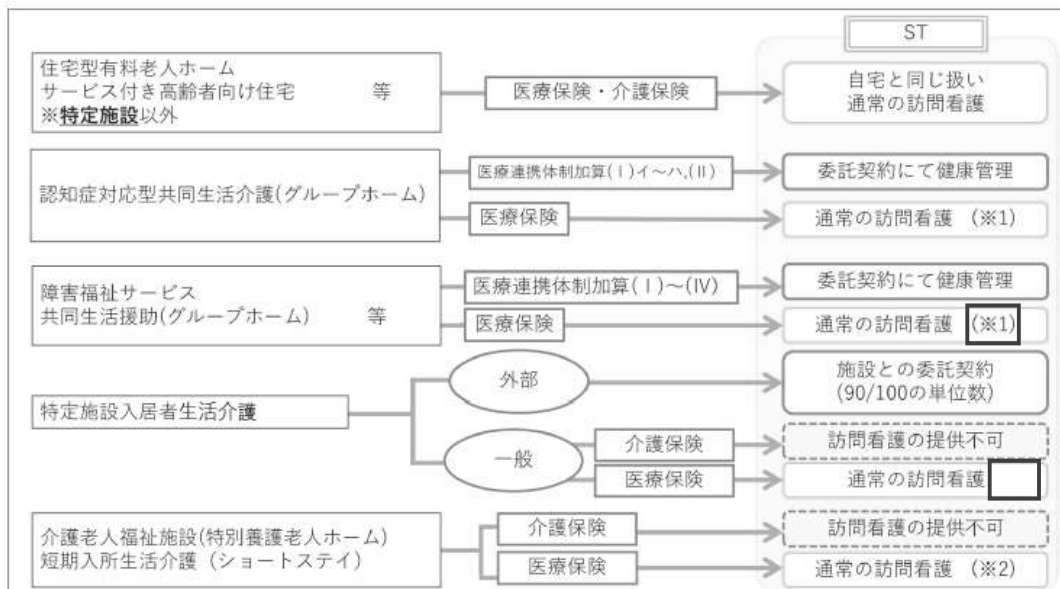 ST
住宅型有料老人ホーム
サービス付き高齢者向け住宅 等
※特定施設以外
医療保険・介護保険
自宅と同じ扱い
通常の訪問看護
認知症対応型共同生活介護(グループホーム)
医療連携体制加算(Ⅰ)イ～ハ,(Ⅱ)
委託契約にて健康管理
医療保険
通常の訪問看護 (※1)
障害福祉サービス
共同生活援助(グループホーム) 等
医療連携体制加算(Ⅰ)～(Ⅳ)
委託契約にて健康管理
医療保険
通常の訪問看護 (※1)
特定施設入居者生活介護
外部
施設との委託契約
(90/100の単位数)
一般
介護保険
訪問看護の提供不可
医療保険
通常の訪問看護
介護老人福祉施設(特別養護老人ホーム)
短期入所生活介護 (ショートステイ)
介護保険
訪問看護の提供不可
医療保険
通常の訪問看護 (※2)